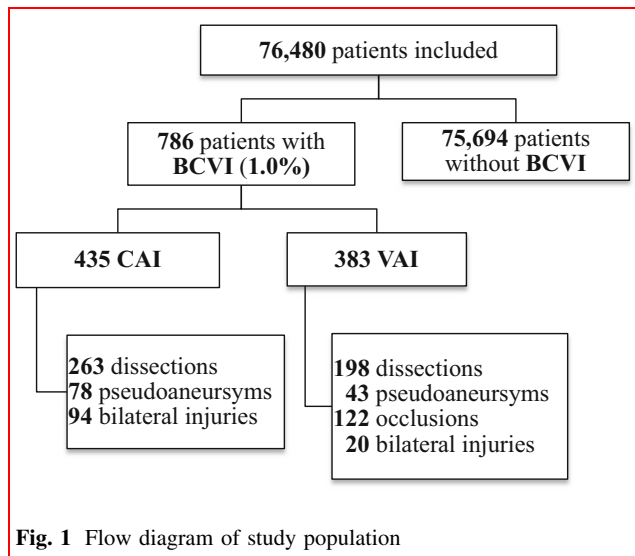 76,480 patients included
786 patients with
BCVI (1.0%)
75,694 patients
without BCVI
435 CAI
383 VAI
263 dissections
78 pseudoaneursyms
94 bilateral injuries
198 dissections
43 pseudoaneursyms
122 occlusions
20 bilateral injuries
Fig. 1 Flow diagram of study population